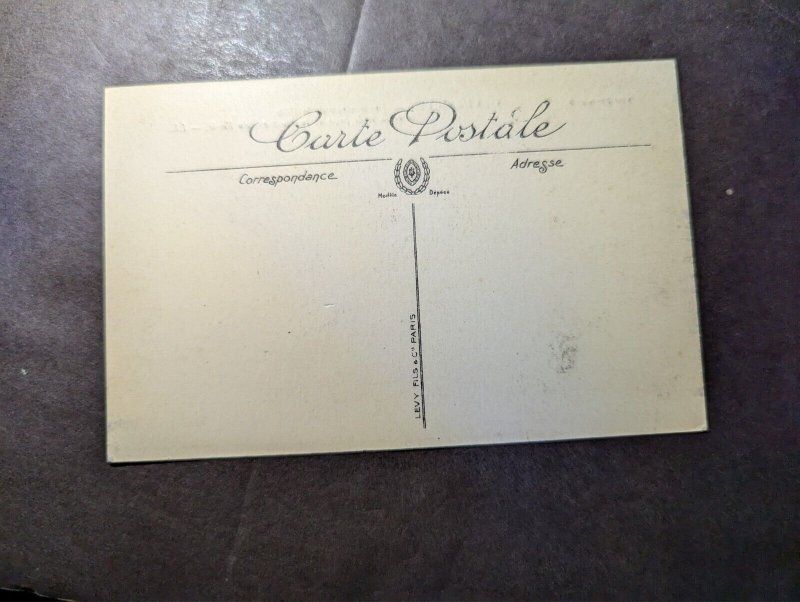 Carte Postale
Correspondance
Adresse
Modèle Déposé
LEVY FILS & Cie PARIS